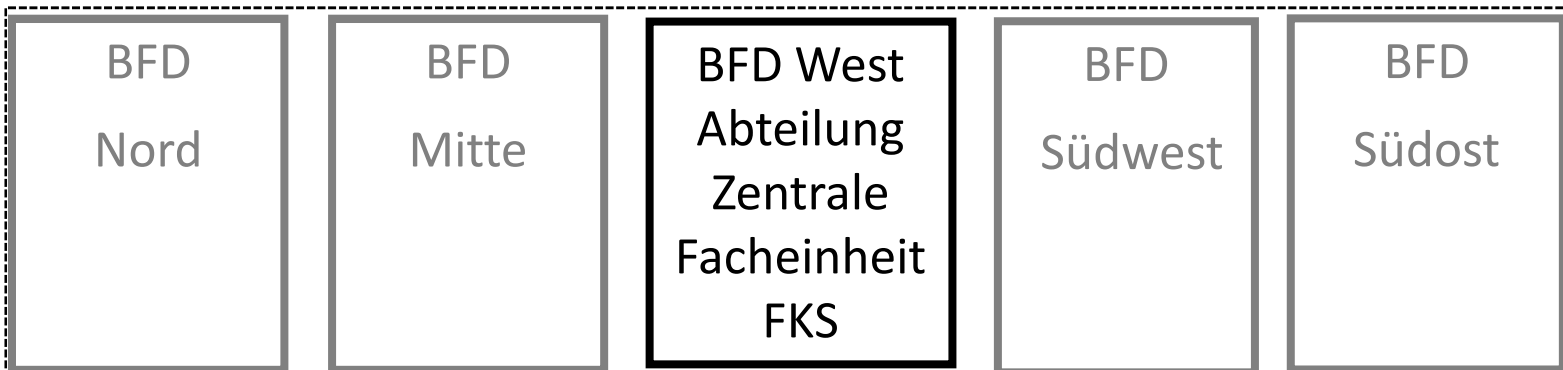 BFD
Nord
BFD
Mitte
BFD West
Abteilung
Zentrale
Facheinheit
FKS
BFD
Südwest
BFD
Südost